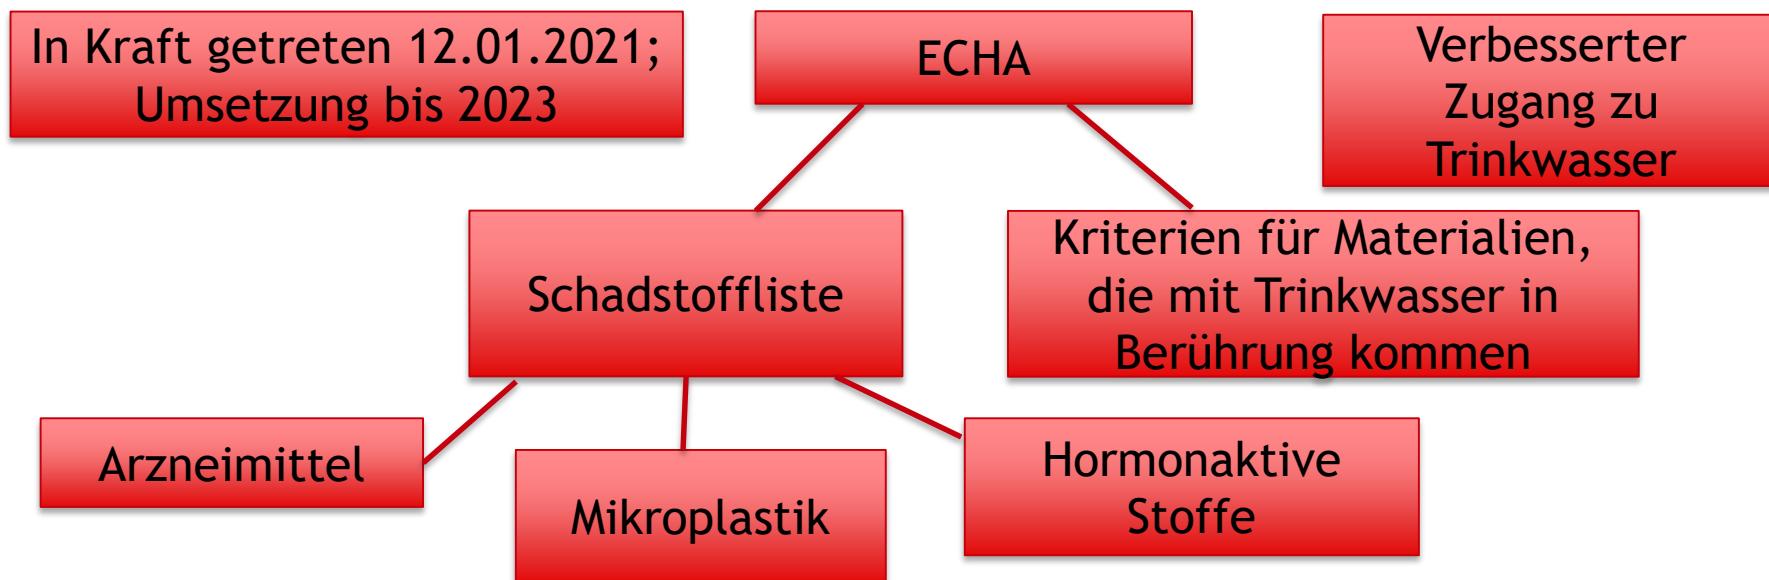 In Kraft getreten 12.01.2021;
Umsetzung bis 2023
ECHA
Verbesserter
Zugang zu
Trinkwasser
Schadstoffliste
Kriterien für Materialien,
die mit Trinkwasser in
Berührung kommen
Arzneimittel
Mikroplastik
Hormonaktive
Stoffe